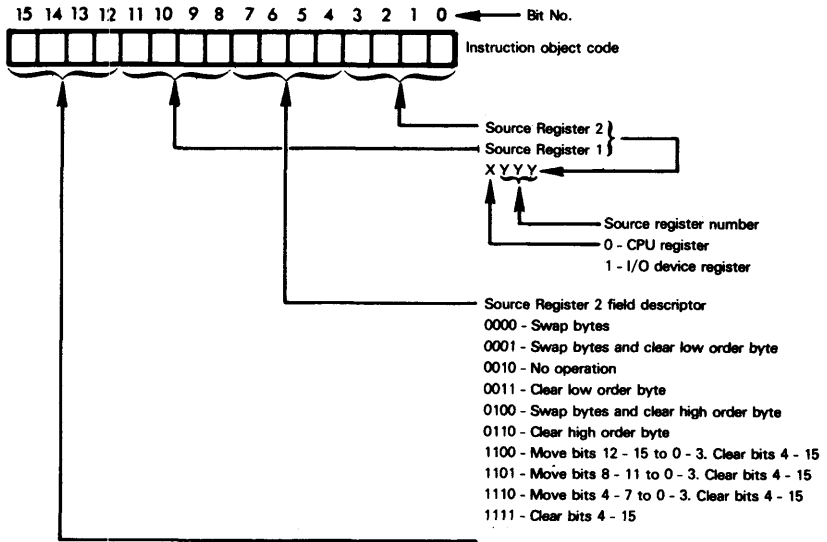 15 14 13 12 11 10 9 8 7 6 5 4 3 2 1 0 Bit No.
Instruction object code
Source Register 2
Source Register 1
X Y Y Y
Source register number
0 - CPU register
1 - I/O device register
Source Register 2 field descriptor
0000 - Swap bytes
0001 - Swap bytes and clear low order byte
0010 - No operation
0011 - Clear low order byte
0100 - Swap bytes and clear high order byte
0110 - Clear high order byte
1100 - Move bits 12 - 15 to 0 - 3. Clear bits 4 - 15
1101 - Move bits 8 - 11 to 0 - 3. Clear bits 4 - 15
1110 - Move bits 4 - 7 to 0 - 3. Clear bits 4 - 15
1111 - Clear bits 4 - 15